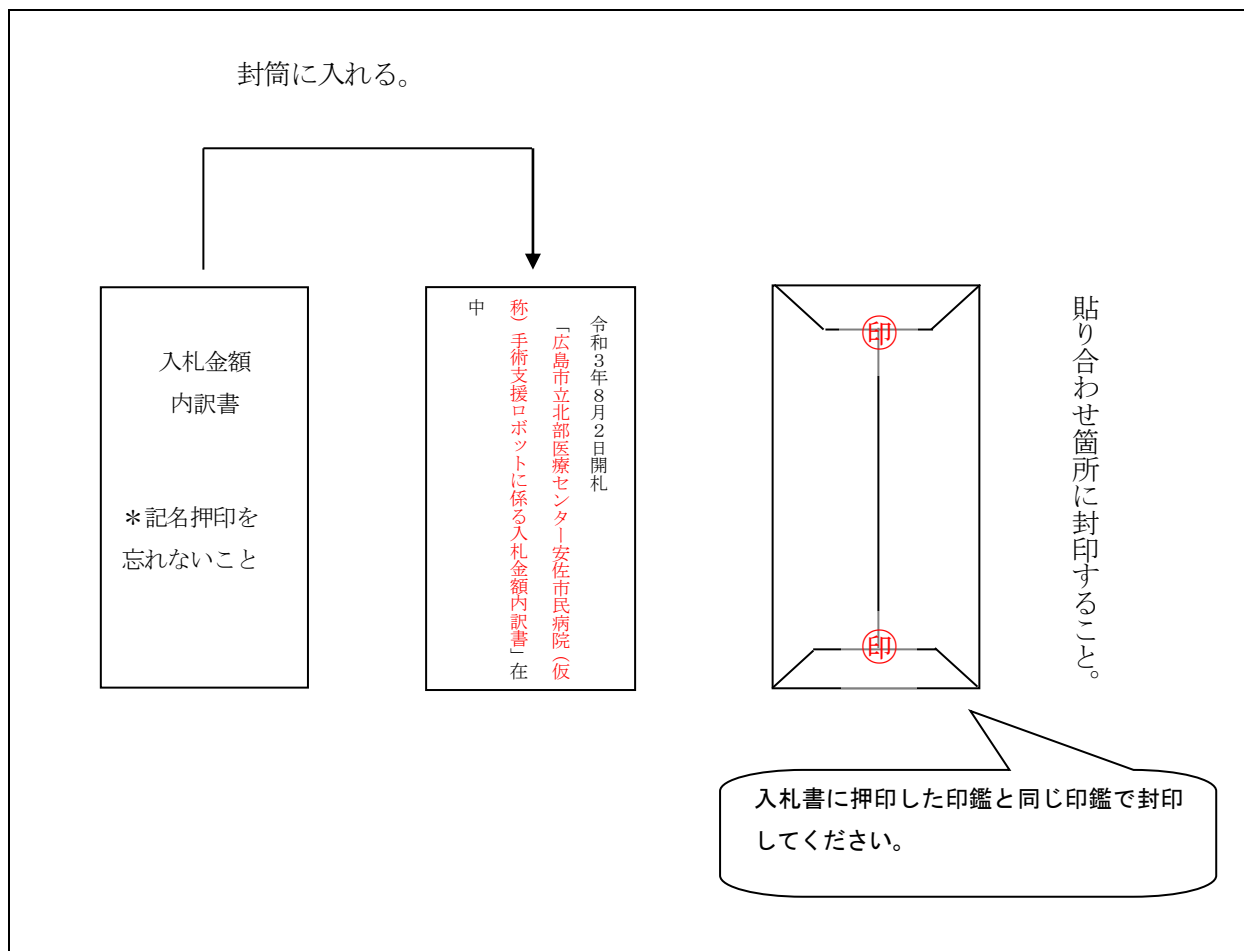 封筒に入れる。
入札金額
内訳書
＊記名押印を
忘れないこと
令和３年８月２日開札
「広島市立北部医療センター安佐市民病院（仮
称）手術支援ロボットに係る入札金額内訳書」在
中
印
印
貼り合わせ箇所に封印すること。
入札書に押印した印鑑と同じ印鑑で封印
してください。